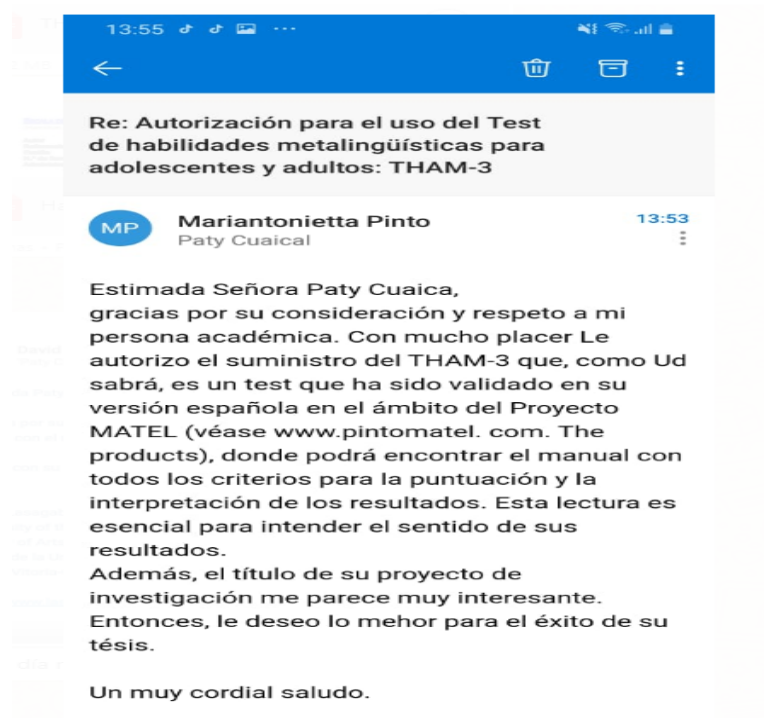 13:55
Re: Autorización para el uso del Test
de habilidades metalingüísticas para
adolescentes y adultos: THAM-3
MP
Mariantonietta Pinto
13:53
Paty Cuaical
Estimada Señora Paty Cuaica,
gracias por su consideración y respeto a mi
persona académica. Con mucho placer Le
autorizo el suministro del THAM-3 que, como Ud
sabrá, es un test que ha sido validado en su
versión española en el ámbito del Proyecto
MATEL (véase www.pintomatel. com. The
products), donde podrá encontrar el manual con
todos los criterios para la puntuación y la
interpretación de los resultados. Esta lectura es
esencial para intender el sentido de sus
resultados.
Además, el título de su proyecto de
investigación me parece muy interesante.
Entonces, le deseo lo mehor para el éxito de su
tésis.
Un muy cordial saludo.